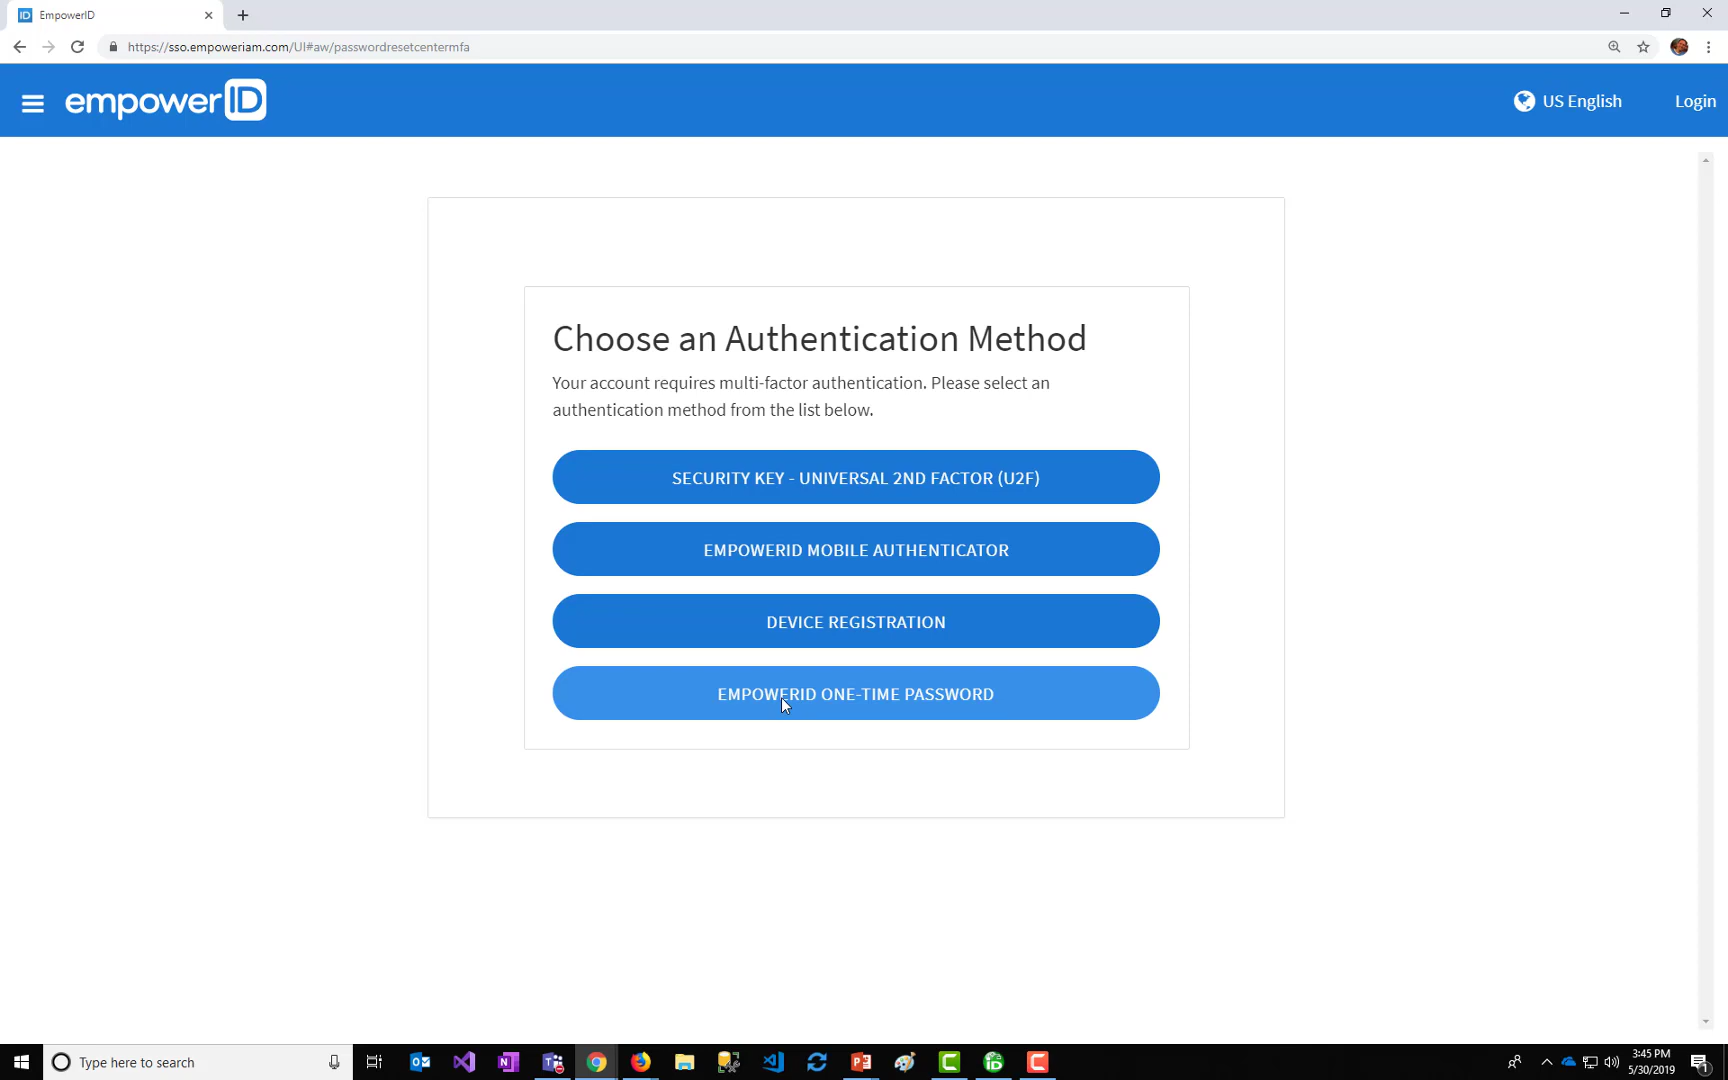 EmpowerID
https://sso.empoweriam.com/UI#aw/passwordresetcentermfa
empowerID
US English
Login
Choose an Authentication Method
Your account requires multi-factor authentication. Please select an
authentication method from the list below.
SECURITY KEY - UNIVERSAL 2ND FACTOR (U2F)
EMPOWERID MOBILE AUTHENTICATOR
DEVICE REGISTRATION
EMPOWERID ONE-TIME PASSWORD
Type here to search
3:45 PM
5/30/2019